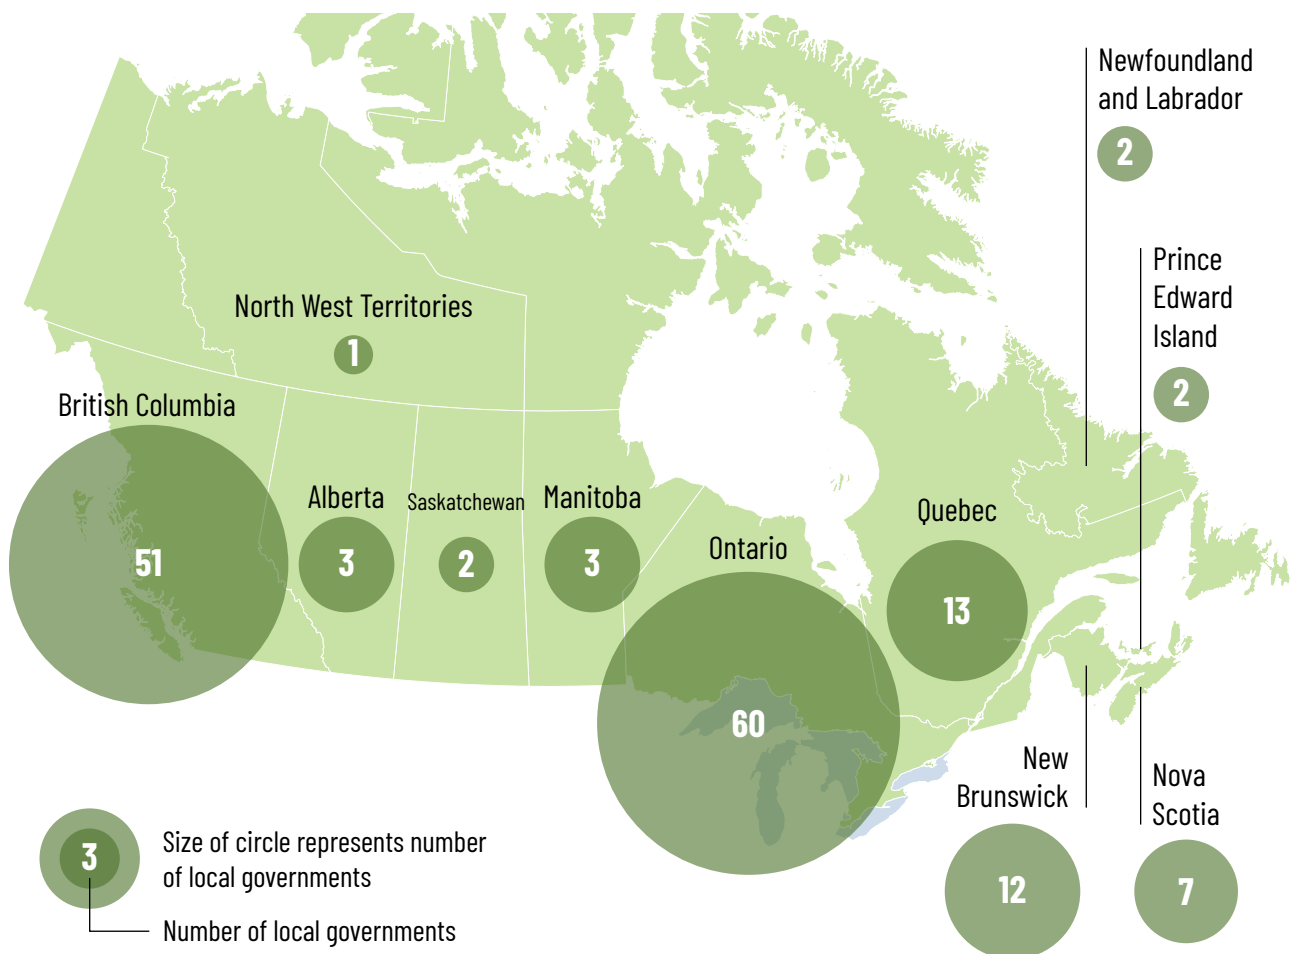 Newfoundland
and Labrador
2
Prince
Edward
Island
2
North West Territories
1
British Columbia
51
Alberta
3
Saskatchewan
2
Manitoba
3
Ontario
60
Quebec
13
New
Brunswick
12
Nova
Scotia
7
3
Size of circle represents number
of local governments
Number of local governments